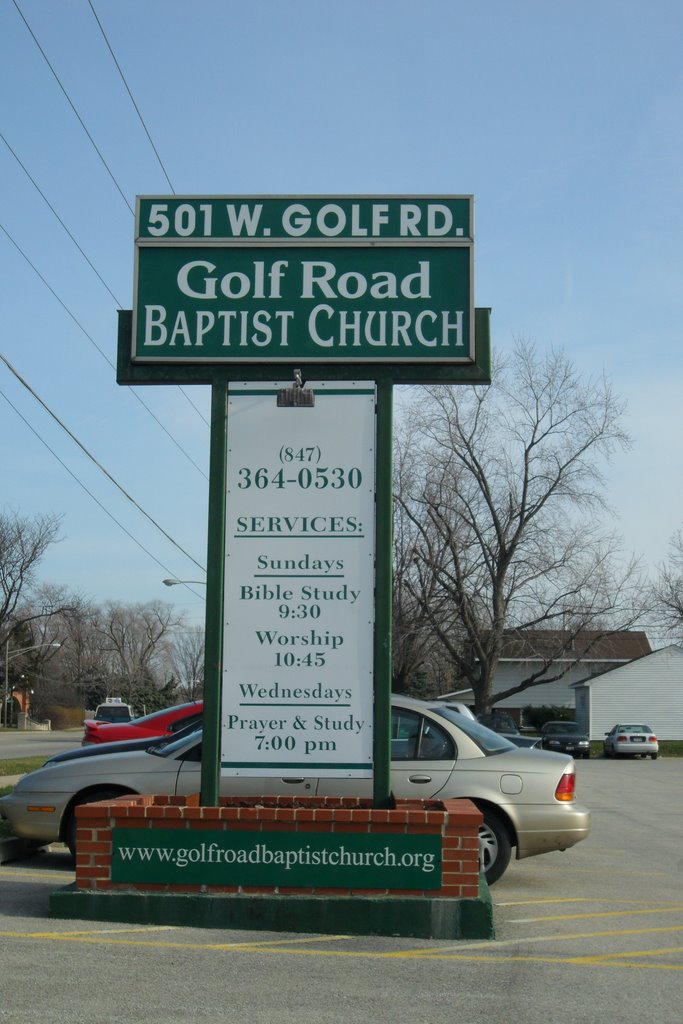 501 W. GOLF RD.
Golf Road
BAPTIST CHURCH
(847)
364-0530
SERVICES:
Sundays
Bible Study
9:30
Worship
10:45
Wednesdays
Prayer & Study
7:00 pm
www.golfroadbaptistchurch.org